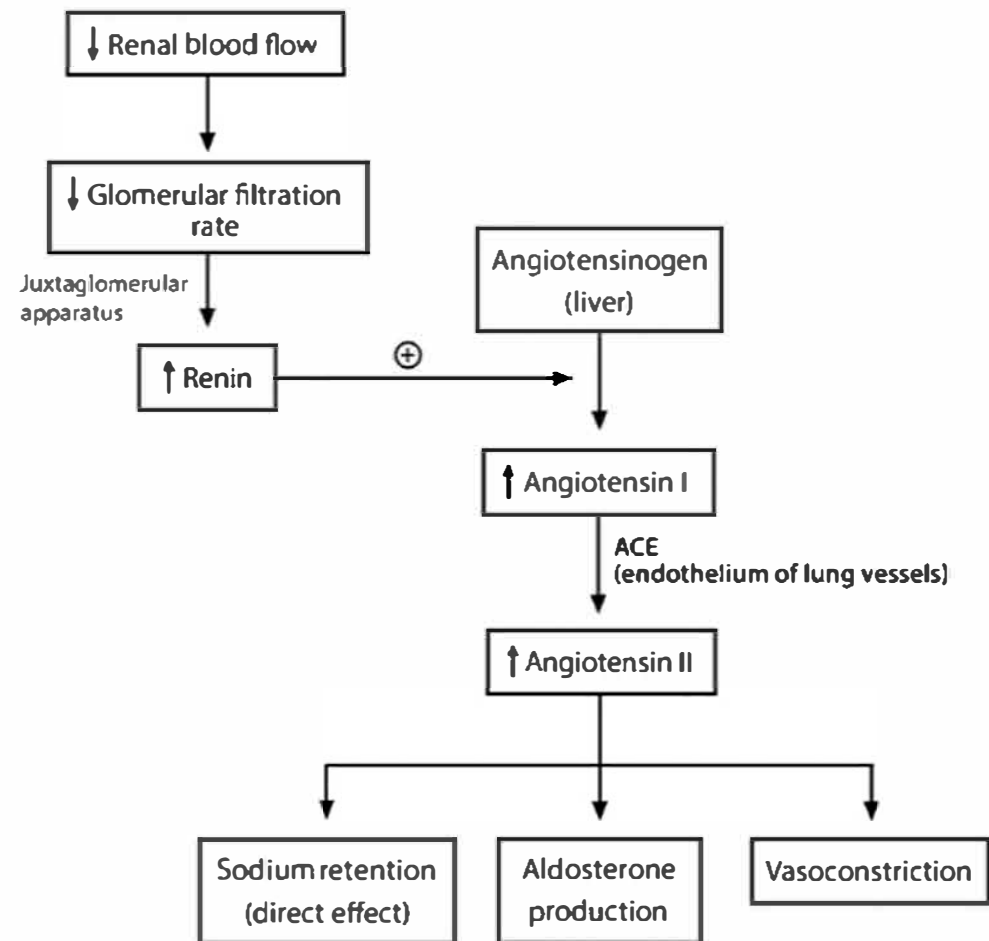 ↓ Renal blood flow
↓ Glomerular filtration
rate
Juxtaglomerular
apparatus
Angiotensinogen
(liver)
↑ Renin
⊕
↑ Angiotensin I
ACE
(endothelium of lung vessels)
↑ Angiotensin II
Sodium retention
(direct effect)
Aldosterone
production
Vasoconstriction